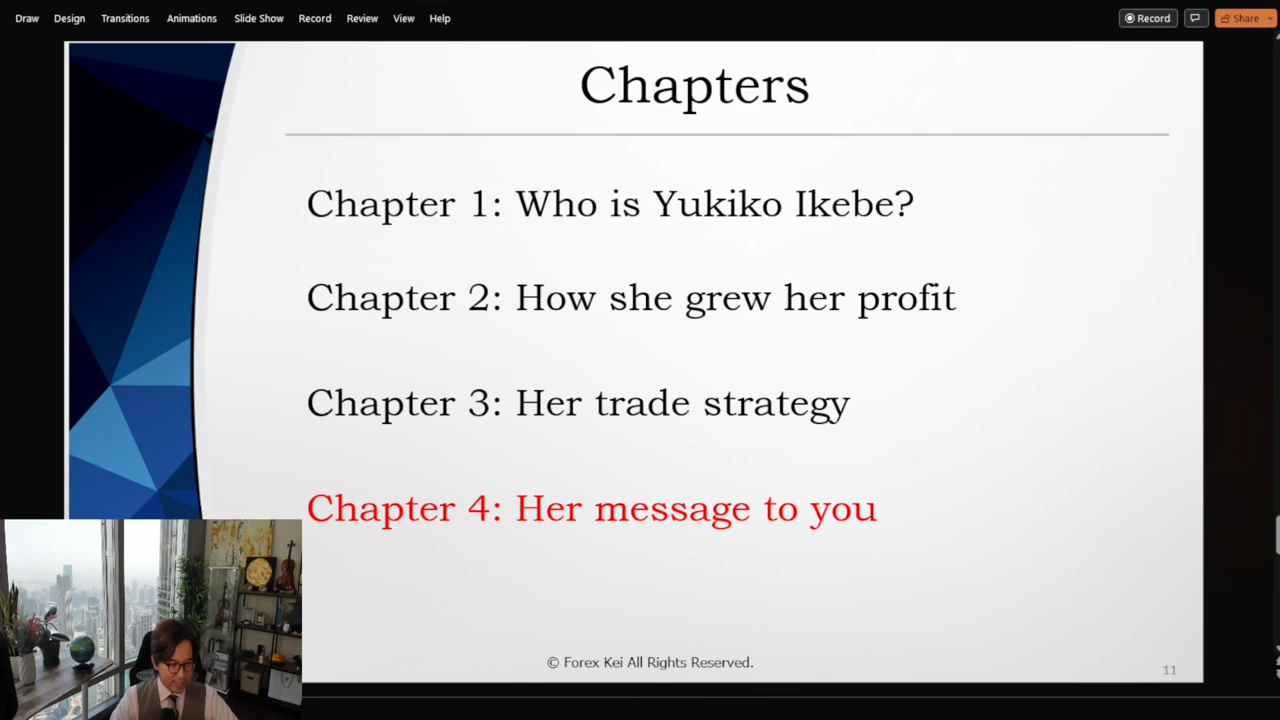 Draw Design Transitions Animations Slide Show Record Review View Help Record Share
Chapters
Chapter 1: Who is Yukiko Ikebe?
Chapter 2: How she grew her profit
Chapter 3: Her trade strategy
Chapter 4: Her message to you
© Forex Kei All Rights Reserved.
11